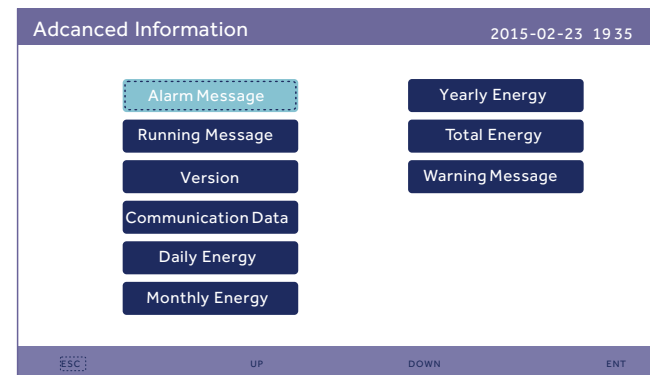 Adcanced Information
2015-02-23 19 35
Alarm Message
Running Message
Version
Communication Data
Daily Energy
Monthly Energy
Yearly Energy
Total Energy
Warning Message
ESC UP DOWN ENT